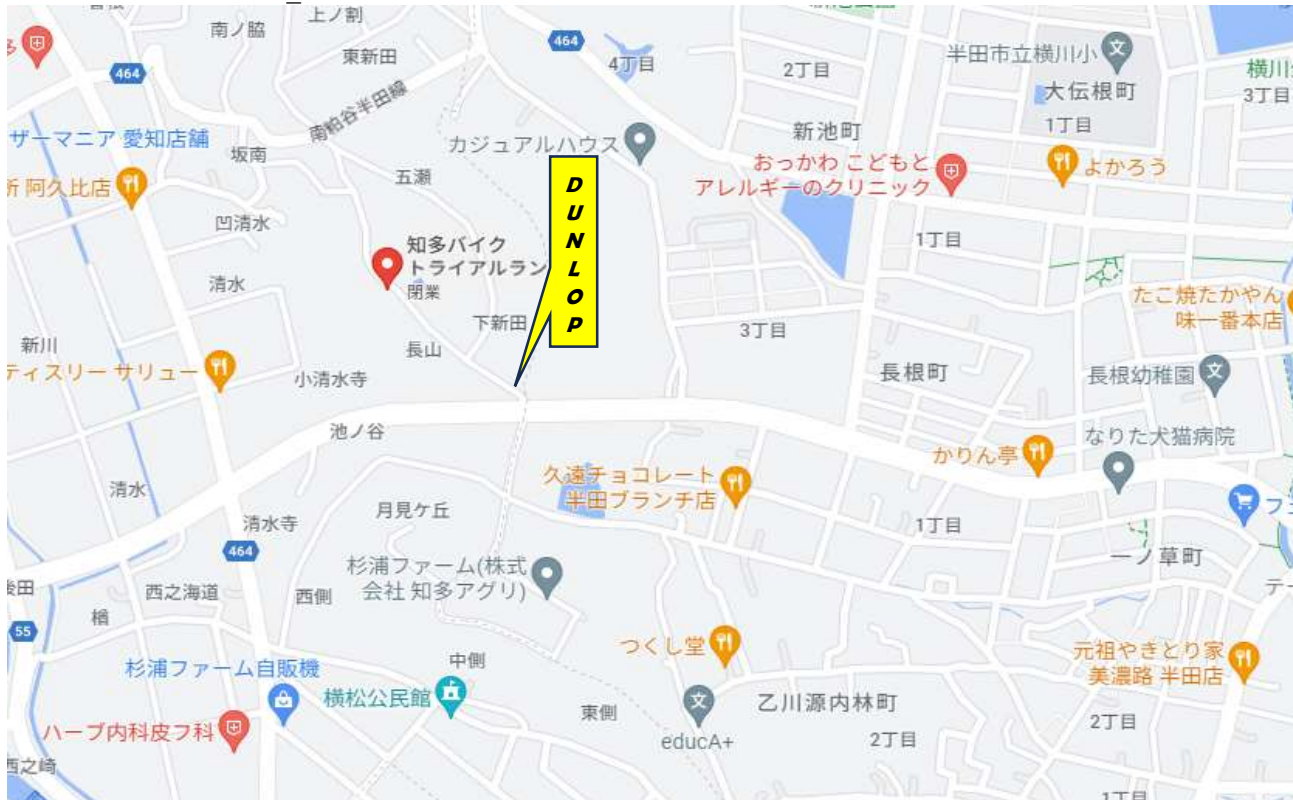 上ノ割
南ノ脇
東新田
464
4丁目
2丁目
半田市立横川小
大伝根町
1丁目
3丁目
464
南粕谷半田線
ザーマニア 愛知店舗
坂南
カジュアルハウス
新池町
おっかわ こどもと
アレルギーのクリニック
よかろう
阿久比店
五瀬
DUNLOP
凹清水
知多バイク
トライアルラン
閉業
1丁目
清水
下新田
3丁目
たこ焼たかやん
味一番本店
新川
ティスリー サリュー
長山
小清水寺
長根町
長根幼稚園
池ノ谷
なりた犬猫病院
かりん亭
久遠チョコレート
半田ブランチ店
清水
月見ケ丘
清水寺
464
1丁目
一ノ草町
杉浦ファーム(株式
会社 知多アグリ)
西之海道
西側
楢
55
つくし堂
元祖やきとり家
美濃路 半田店
杉浦ファーム自販機
中側
横松公民館
東側
乙川源内林町
ハーブ内科皮フ科
educA+
2丁目
2丁目
西之崎
1丁目